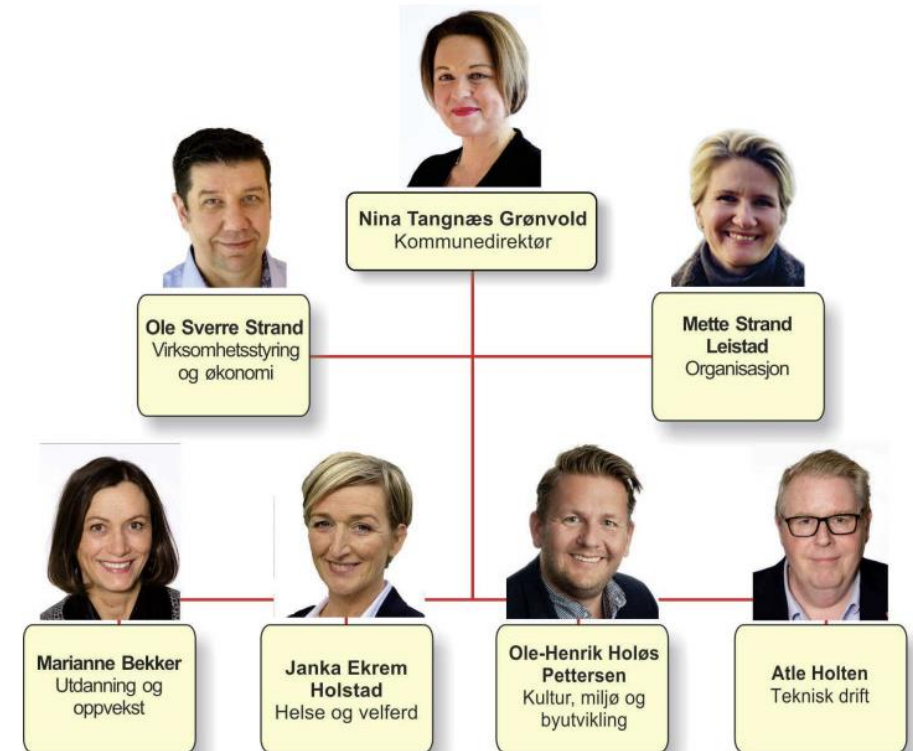 Nina Tangnæs Grønvold
Kommunedirektør
Ole Sverre Strand
Virksomhetsstyring
og økonomi
Mette Strand
Leistad
Organisasjon
Marianne Bekker
Utdanning og
oppvekst
Janka Ekrem
Holstad
Helse og velferd
Ole-Henrik Holøs
Pettersen
Kultur, miljø og
byutvikling
Atle Holten
Teknisk drift